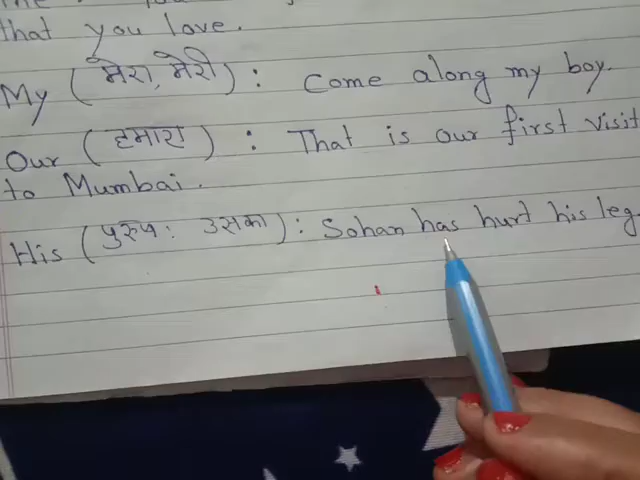 that you love.
My (मेरा, मेरी): Come along my boy.
Our (हमारा): That is our first visit
to Mumbai.
His (पुरुष: उसका): Sohan has hurt his leg